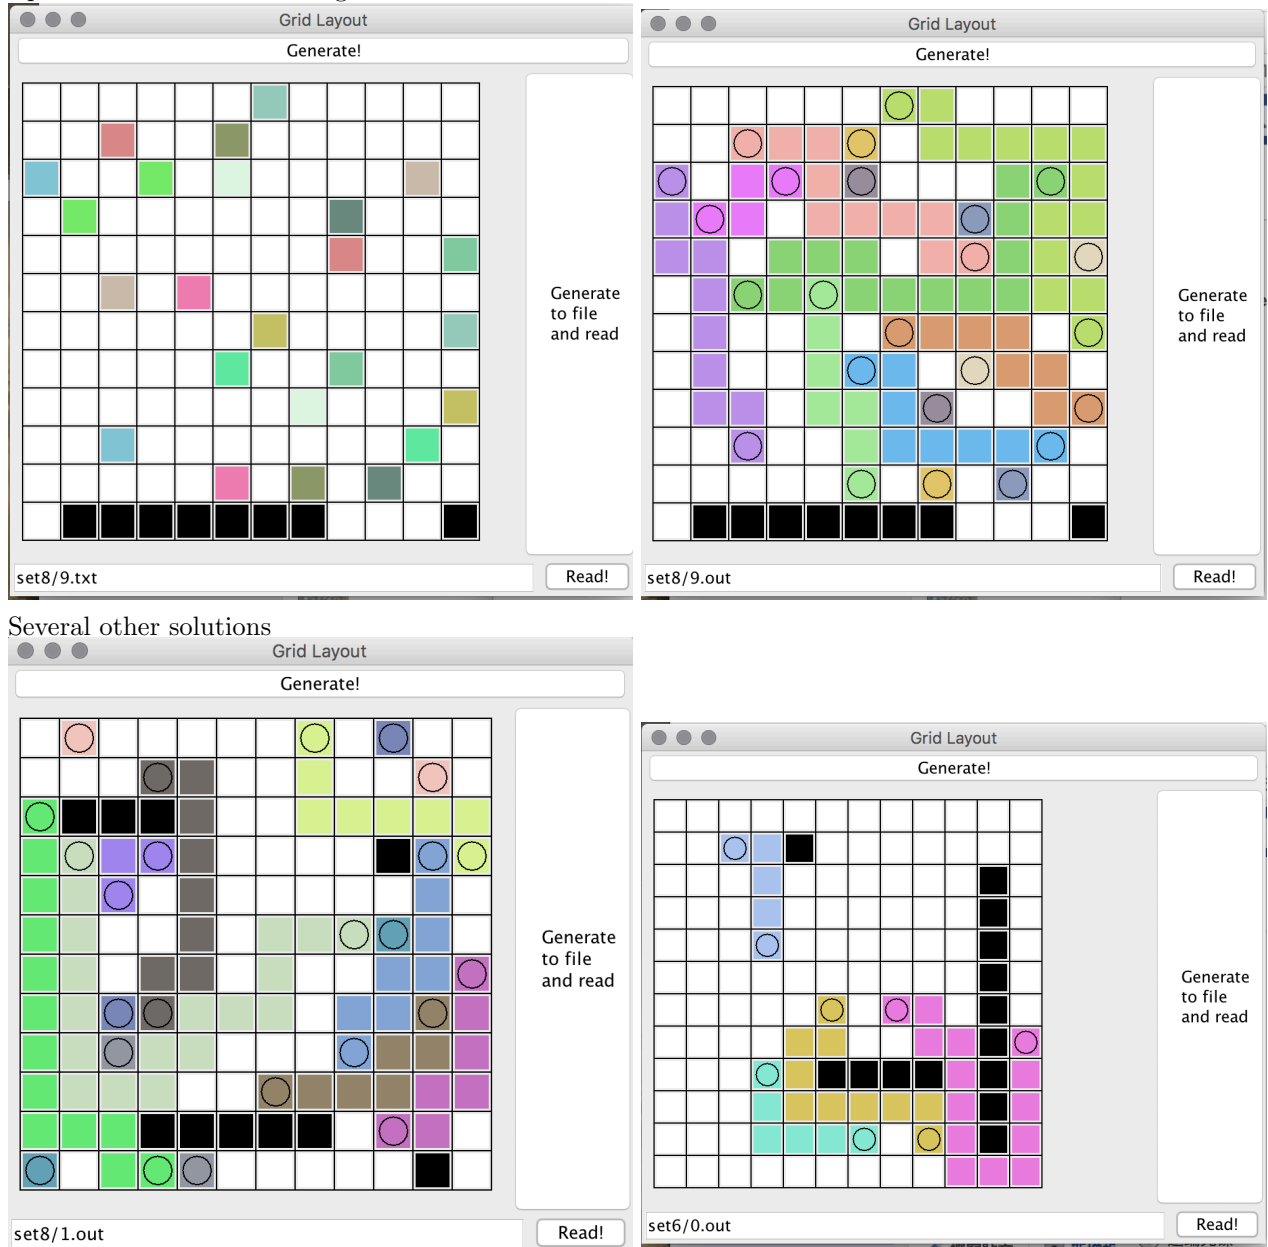 Grid Layout
Generate!
Generate
to file
and read
set8/9.txt
Read!
Grid Layout
Generate!
Generate
to file
and read
set8/9.out
Read!
Several other solutions
Grid Layout
Generate!
Generate
to file
and read
set8/1.out
Read!
Grid Layout
Generate!
Generate
to file
and read
set6/0.out
Read!